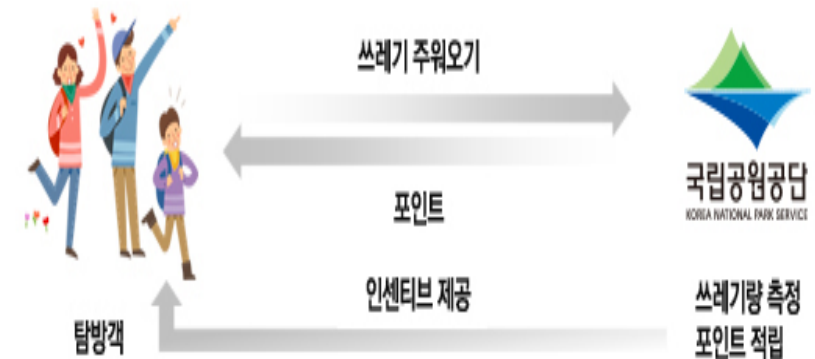 쓰레기 주워오기
포인트
국립공원공단
KOREA NATIONAL PARK SERVICE
인센티브 제공
탐방객
쓰레기량 측정
포인트 적립